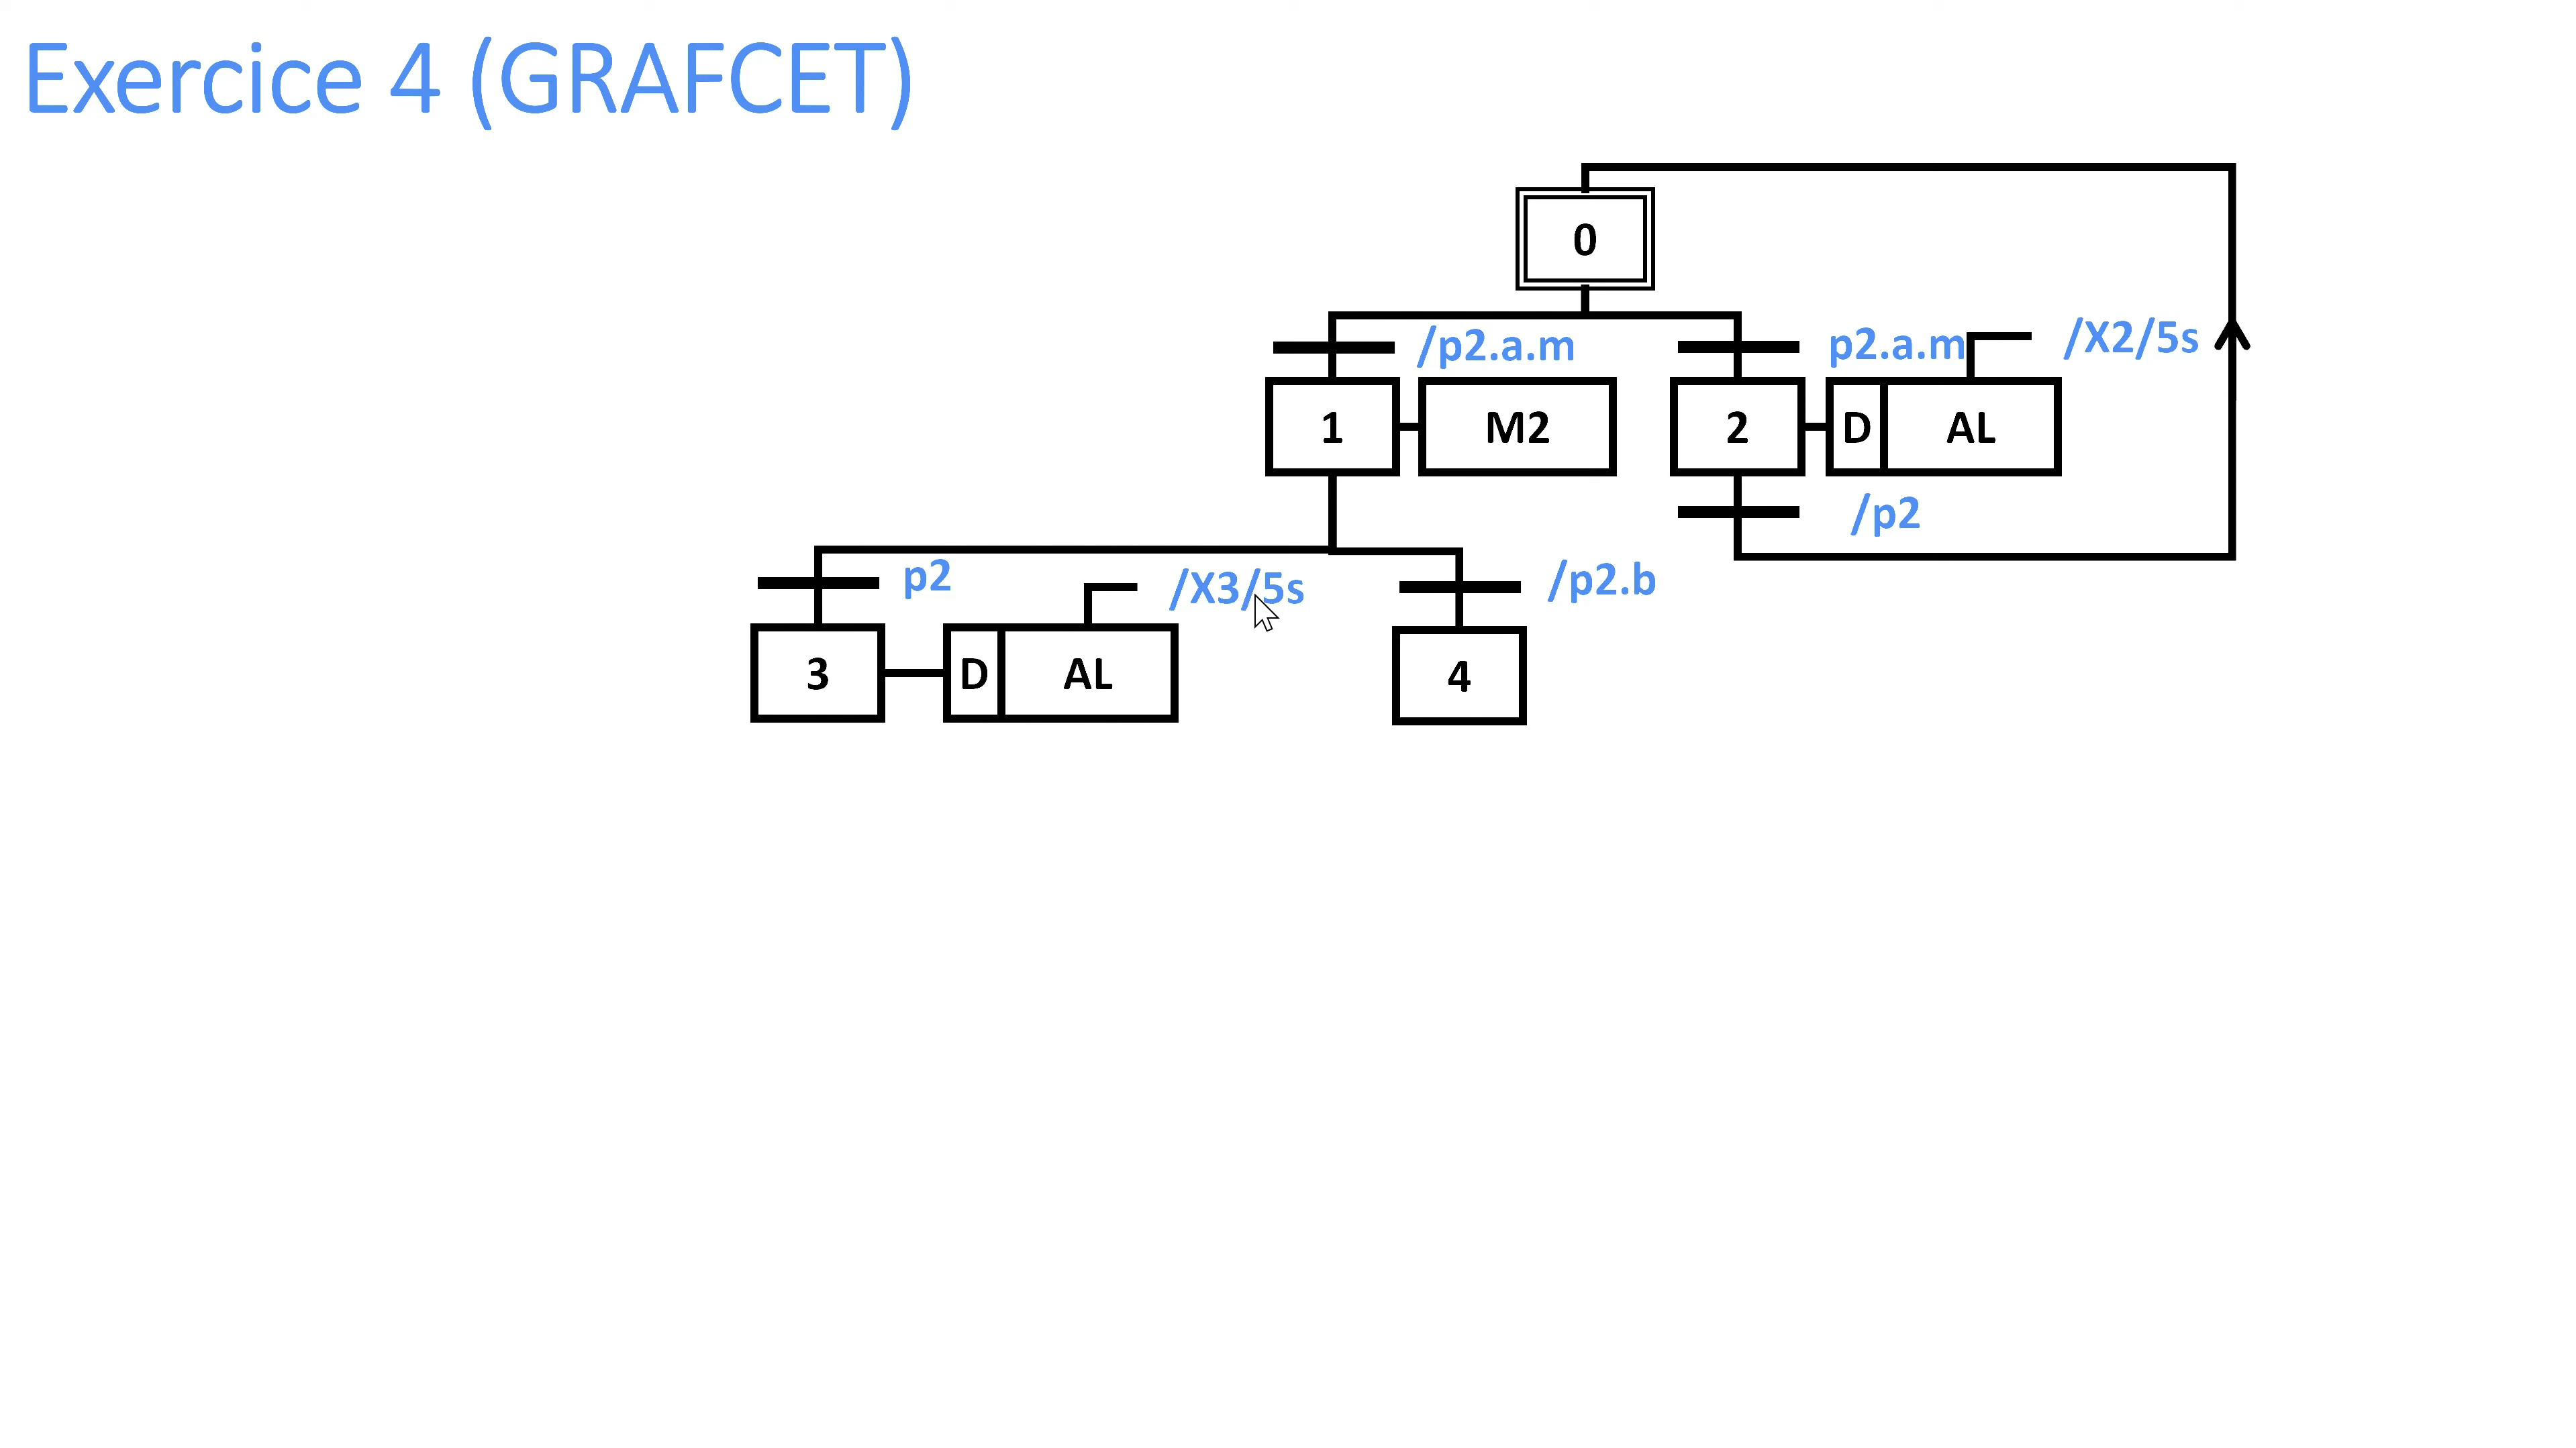 Exercice 4 (GRAFCET)
0
/p2.a.m
p2.a.m
/X2/5s
1
M2
2
D
AL
/p2
p2
/X3/5s
/p2.b
3
D
AL
4